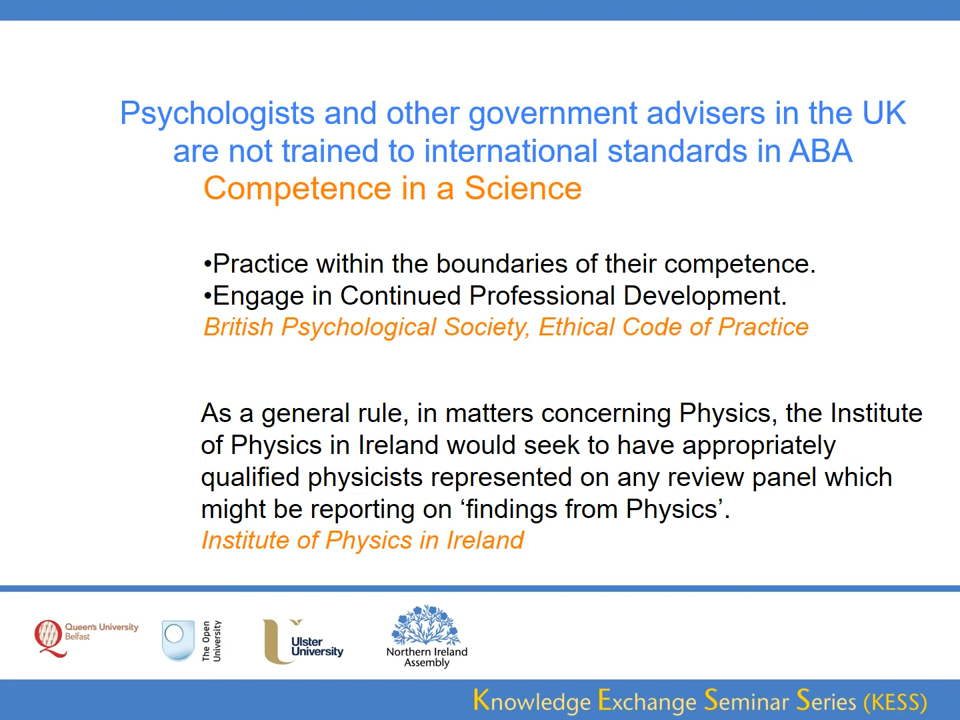 Psychologists and other government advisers in the UK
are not trained to international standards in ABA
Competence in a Science
•Practice within the boundaries of their competence.
•Engage in Continued Professional Development.
British Psychological Society, Ethical Code of Practice
As a general rule, in matters concerning Physics, the Institute
of Physics in Ireland would seek to have appropriately
qualified physicists represented on any review panel which
might be reporting on ‘findings from Physics’.
Institute of Physics in Ireland
Queen's University
Belfast
The Open
University
Ulster
University
Northern Ireland
Assembly
Knowledge Exchange Seminar Series (KESS)